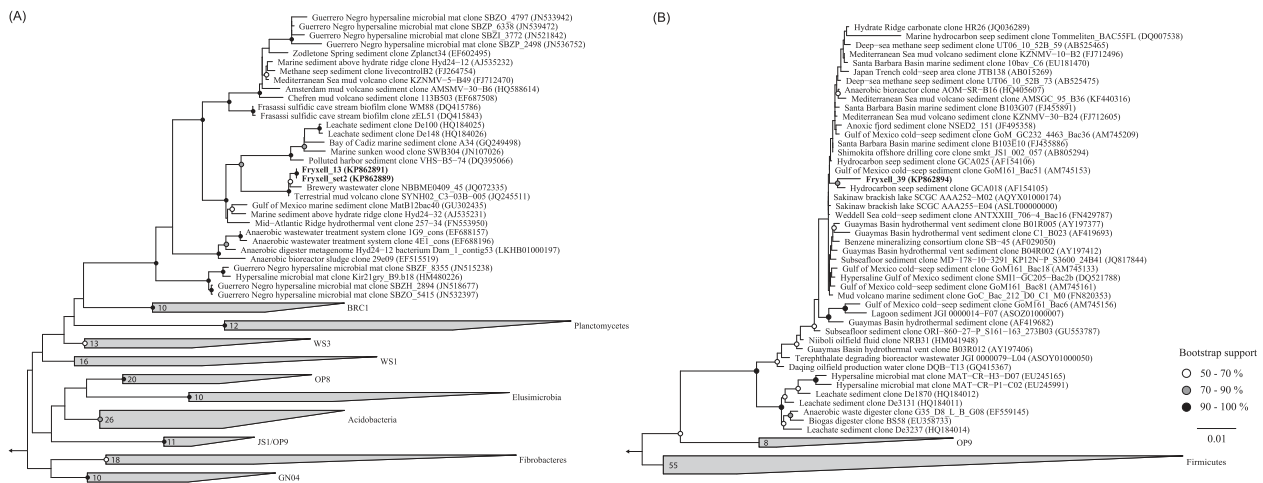 (A)
Guerrero Negro hypersaline microbial mat clone SBZO_4797 (JN533942)
Guerrero Negro hypersaline microbial mat clone SBZP_6338 (JN539472)
Guerrero Negro hypersaline microbial mat clone SBZI_3772 (JN521842)
Guerrero Negro hypersaline microbial mat clone SBZP_2498 (JN536752)
Zodletone Spring sediment clone Zplanct34 (EF602495)
Marine sediment above hydrate ridge clone Hyd24−12 (AJ535232)
Methane seep sediment clone livecontrolB2 (FJ264754)
Mediterranean Sea mud volcano clone KZNMV−5−B49 (FJ712470)
Amsterdam mud volcano sediment clone AMSMV−30−B6 (HQ588614)
Chefren mud volcano sediment clone 113B503 (EF687508)
Frasassi sulfidic cave stream biofilm clone WM88 (DQ415786)
Frasassi sulfidic cave stream biofilm clone zEL51 (DQ415843)
Leachate sediment clone De100 (HQ184025)
Leachate sediment clone De148 (HQ184026)
Bay of Cadiz marine sediment clone A34 (GQ249498)
Marine sunken wood clone SWB304 (JN107026)
Polluted harbor sediment clone VHS−B5−74 (DQ395066)
Fryxell_13 (KP862891)
Fryxell_set2 (KP862889)
Brewery wastewater clone NBBME0409_45 (JQ072335)
Terrestrial mud volcano clone SYNH02_C3−03B−005 (JQ245511)
Gulf of Mexico marine sediment clone MatB12bac40 (GU302435)
Marine sediment above hydrate ridge clone Hyd24−32 (AJ535231)
Mid−Atlantic Ridge hydrothermal vent clone 257−34 (FN553950)
Anaerobic wastewater treatment system clone 1G9_cons (EF688157)
Anaerobic wastewater treatment system clone 4E1_cons (EF688196)
Anaerobic digester metagenome Hyd24−12 bacterium Dam_1_contig53 (LKHB01000197)
Anaerobic bioreactor sludge clone 29e09 (EF515519)
Guerrero Negro hypersaline microbial mat clone SBZF_8355 (JN515238)
Hypersaline microbial mat clone Kir21gry_B9.b18 (HM480226)
Guerrero Negro hypersaline microbial mat clone SBZH_2894 (JN518677)
Guerrero Negro hypersaline microbial mat clone SBZO_5415 (JN532397)
10 BRC1
12 Planctomycetes
13 WS3
16 WS1
20 OP8
10 Elusimicrobia
26 Acidobacteria
11 JS1/OP9
18 Fibrobacteres
10 GN04
(B)
Hydrate Ridge carbonate clone HR26 (JQ036289)
Marine hydrocarbon seep sediment clone Tommeliten_BAC55FL (DQ007538)
Deep−sea methane seep sediment clone UT06_10_52B_59 (AB525465)
Mediterranean Sea mud volcano sediment clone KZNMV−10−B2 (FJ712496)
Santa Barbara Basin marine sediment clone 10bav_C6 (EU181470)
Japan Trench cold−seep area clone JTB138 (AB015269)
Deep−sea methane seep sediment clone UT06_10_52B_73 (AB525475)
Anaerobic bioreactor clone AOM−SR−B16 (HQ405607)
Mediterranean Sea mud volcano sediment clone AMSGC_95_B36 (KF440316)
Santa Barbara Basin marine sediment clone B103G07 (FJ455891)
Mediterranean Sea mud volcano sediment clone KZNMV−30−B24 (FJ712605)
Anoxic fjord sediment clone NSED2_151 (JF495358)
Gulf of Mexico cold−seep sediment clone GoM_GC232_4463_Bac36 (AM745209)
Santa Barbara Basin marine sediment clone B103E10 (FJ455886)
Shimokita offshore drilling core clone smkt_JS1_002_057 (AB805294)
Hydrocarbon seep sediment clone GCA025 (AF154106)
Gulf of Mexico cold−seep sediment clone GoM161_Bac51 (AM745153)
Fryxell_39 (KP862894)
Hydrocarbon seep sediment clone GCA018 (AF154105)
Sakinaw brackish lake SCGC AAA252−M02 (AQYX01000174)
Sakinaw brackish lake SCGC AAA255−E04 (ASLT00000000)
Weddell Sea cold−seep sediment clone ANTXXIII_706−4_Bac16 (FN429787)
Guaymas Basin hydrothermal vent sediment clone B01R005 (AY197377)
Guaymas Basin hydrothermal vent sediment clone C1_B023 (AF419693)
Benzene mineralizing consortium clone SB−45 (AF029050)
Guaymas Basin hydrothermal vent sediment clone B04R002 (AY197412)
Subseafloor sediment clone MD−178−10−3291_KP12N−P_S3600_24B41 (JQ817844)
Gulf of Mexico cold−seep sediment clone GoM161_Bac18 (AM745133)
Hypersaline Gulf of Mexico sediment clone SMI1−GC205−Bac2b (DQ521788)
Gulf of Mexico cold−seep sediment clone GoM161_Bac81 (AM745161)
Mud volcano marine sediment clone GoC_Bac_212_D0_C1_M0 (FN820353)
Gulf of Mexico cold−seep sediment clone GoM161_Bac6 (AM745156)
Lagoon sediment JGI 0000014−F07 (ASOZ01000007)
Guaymas Basin hydrothermal sediment clone (AF419682)
Subseafloor sediment clone ORI−860−27−P_S161−163_273B03 (GU553787)
Niiboli oilfield fluid clone NRB31 (HM041948)
Guaymas Basin hydrothermal vent clone B03R012 (AY197406)
Terephthalate degrading bioreactor wastewater JGI 0000079−L04 (ASOY01000050)
Daqing oilfield production water clone DQB−T13 (GQ415367)
Hypersaline microbial mat clone MAT−CR−H3−D07 (EU245165)
Hypersaline microbial mat clone MAT−CR−P1−C02 (EU245991)
Leachate sediment clone De1870 (HQ184012)
Leachate sediment clone De3131 (HQ184011)
Anaerobic waste digester clone G35_D8_L_B_G08 (EF559145)
Biogas digester clone BS58 (EU358733)
Leachate sediment clone De3237 (HQ184014)
8 OP9
55 Firmicutes
Bootstrap support
50 - 70 %
70 - 90 %
90 - 100 %
0.01